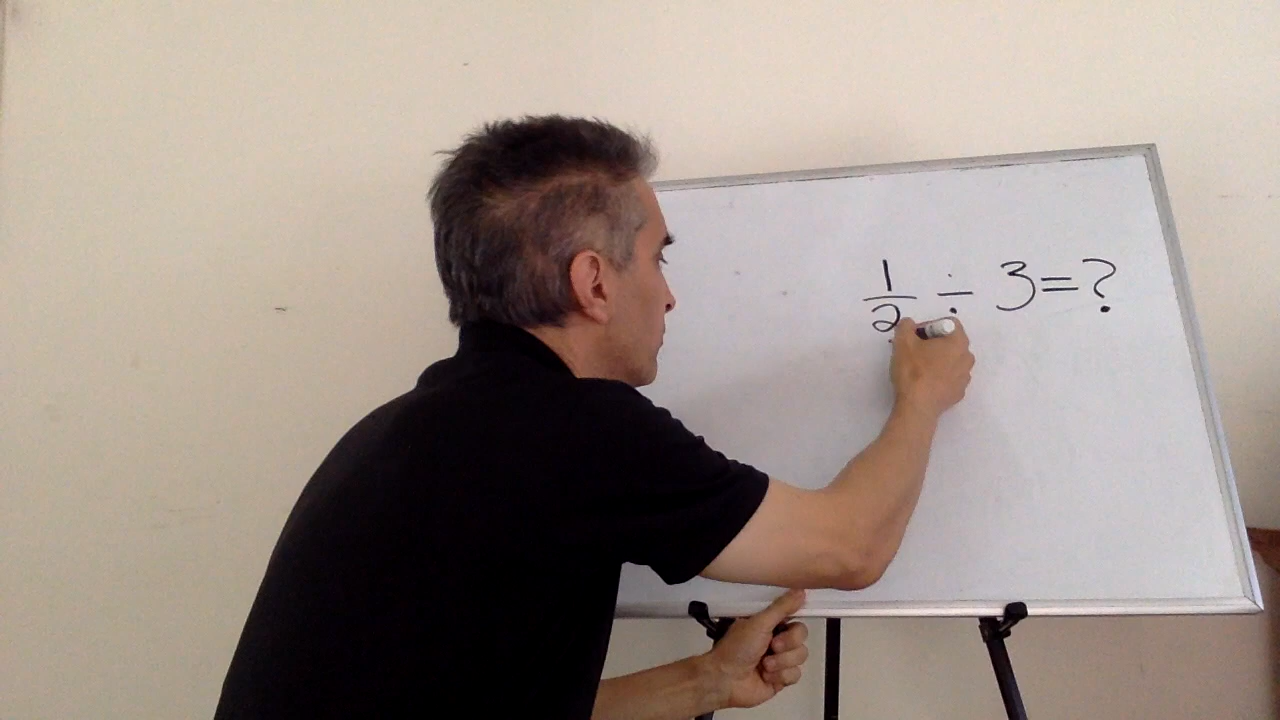 1/2 ÷ 3 = ?